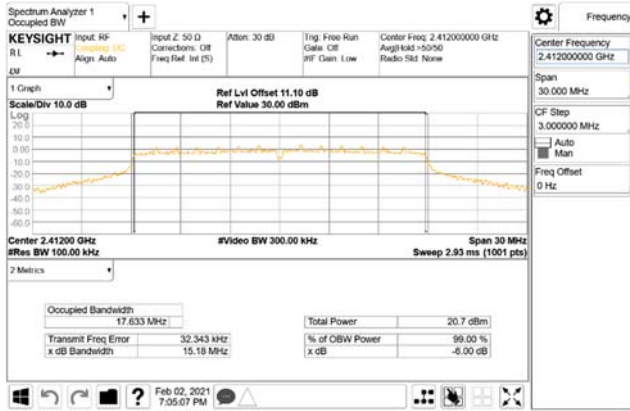 Spectrum Analyzer 1
Occupied BW
Frequency
KEYSIGHT
Input: RF
Coupling: DC
Align: Auto
Input Z: 50 Ω
Corrections: Off
Freq Ref: Int (S)
Atten: 30 dB
Trig: Free Run
Gate: Off
#IF Gain: Low
Center Freq: 2.412000000 GHz
Avg|Hold:>50/50
Radio Std: None
R L
Center Frequency
2.412000000 GHz
Span
30.000 MHz
CF Step
3.000000 MHz
Auto
Man
Freq Offset
0 Hz
1 Graph
Scale/Div 10.0 dB
Ref Lvl Offset 11.10 dB
Ref Value 30.00 dBm
Log
20.0
10.0
0.00
-10.0
-20.0
-30.0
-40.0
-50.0
-60.0
Center 2.41200 GHz
#Video BW 300.00 kHz
Span 30 MHz
#Res BW 100.00 kHz
Sweep 2.93 ms (1001 pts)
2 Metrics
Occupied Bandwidth
17.633 MHz
Total Power
20.7 dBm
Transmit Freq Error
32.343 kHz
% of OBW Power
99.00 %
x dB Bandwidth
15.18 MHz
x dB
-6.00 dB
Feb 02, 2021
7:05:07 PM